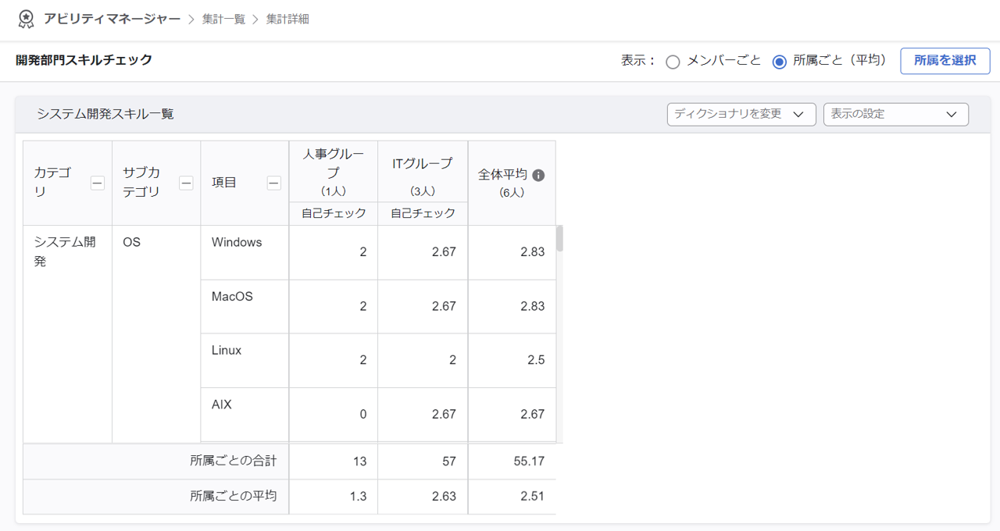 アビリティマネージャー > 集計一覧 > 集計詳細
開発部門スキルチェック
表示：
メンバーごと
所属ごと（平均）
所属を選択
システム開発スキル一覧
ディクショナリを変更
表示の設定
カテゴ
リ
サブカ
テゴリ
項目
人事グルー
プ
（1人）
自己チェック
ITグループ
（3人）
自己チェック
全体平均
（6人）
システム開
発
OS
Windows 2 2.67 2.83
MacOS 2 2.67 2.83
Linux 2 2 2.5
AIX 0 2.67 2.67
所属ごとの合計 13 57 55.17
所属ごとの平均 1.3 2.63 2.51